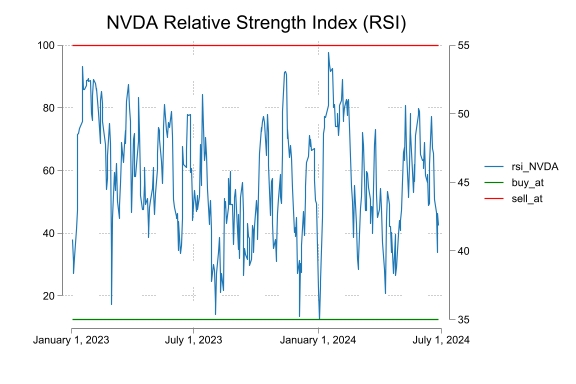 NVDA Relative Strength Index (RSI)
100
80
60
40
20
55
50
45
40
35
rsi_NVDA
buy_at
sell_at
January 1, 2023
July 1, 2023
January 1, 2024
July 1, 2024